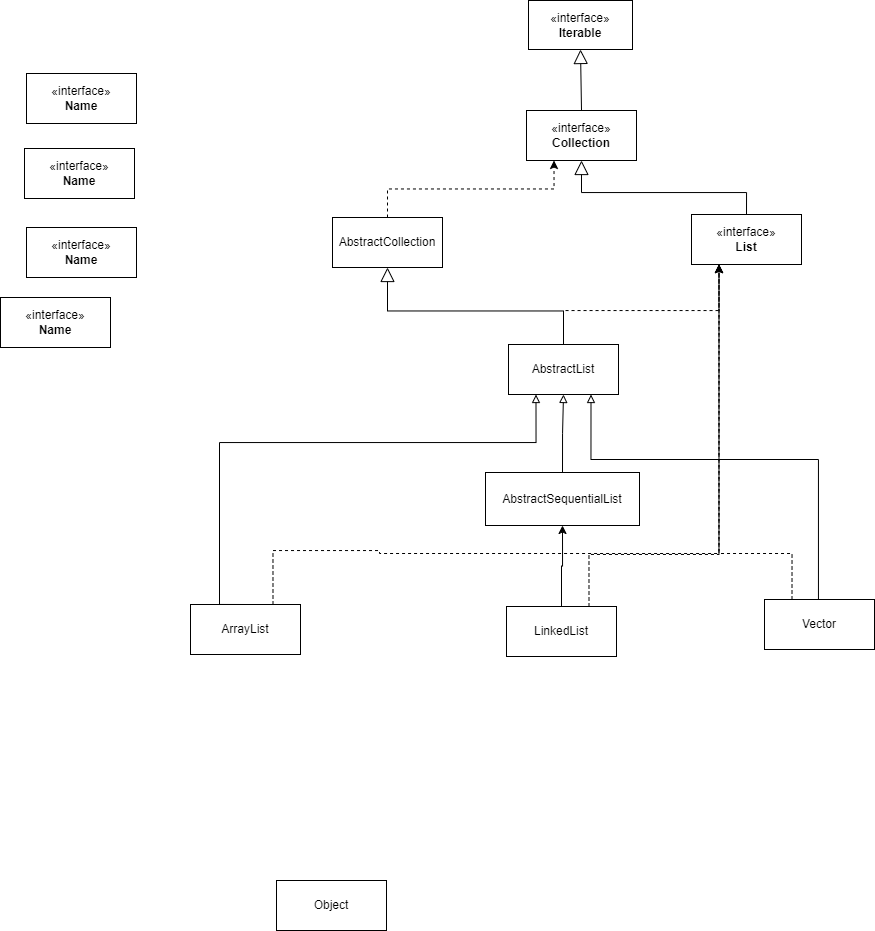 «interface»
Iterable
«interface»
Name
«interface»
Collection
«interface»
Name
«interface»
Name
AbstractCollection
«interface»
List
«interface»
Name
AbstractList
AbstractSequentialList
ArrayList
LinkedList
Vector
Object